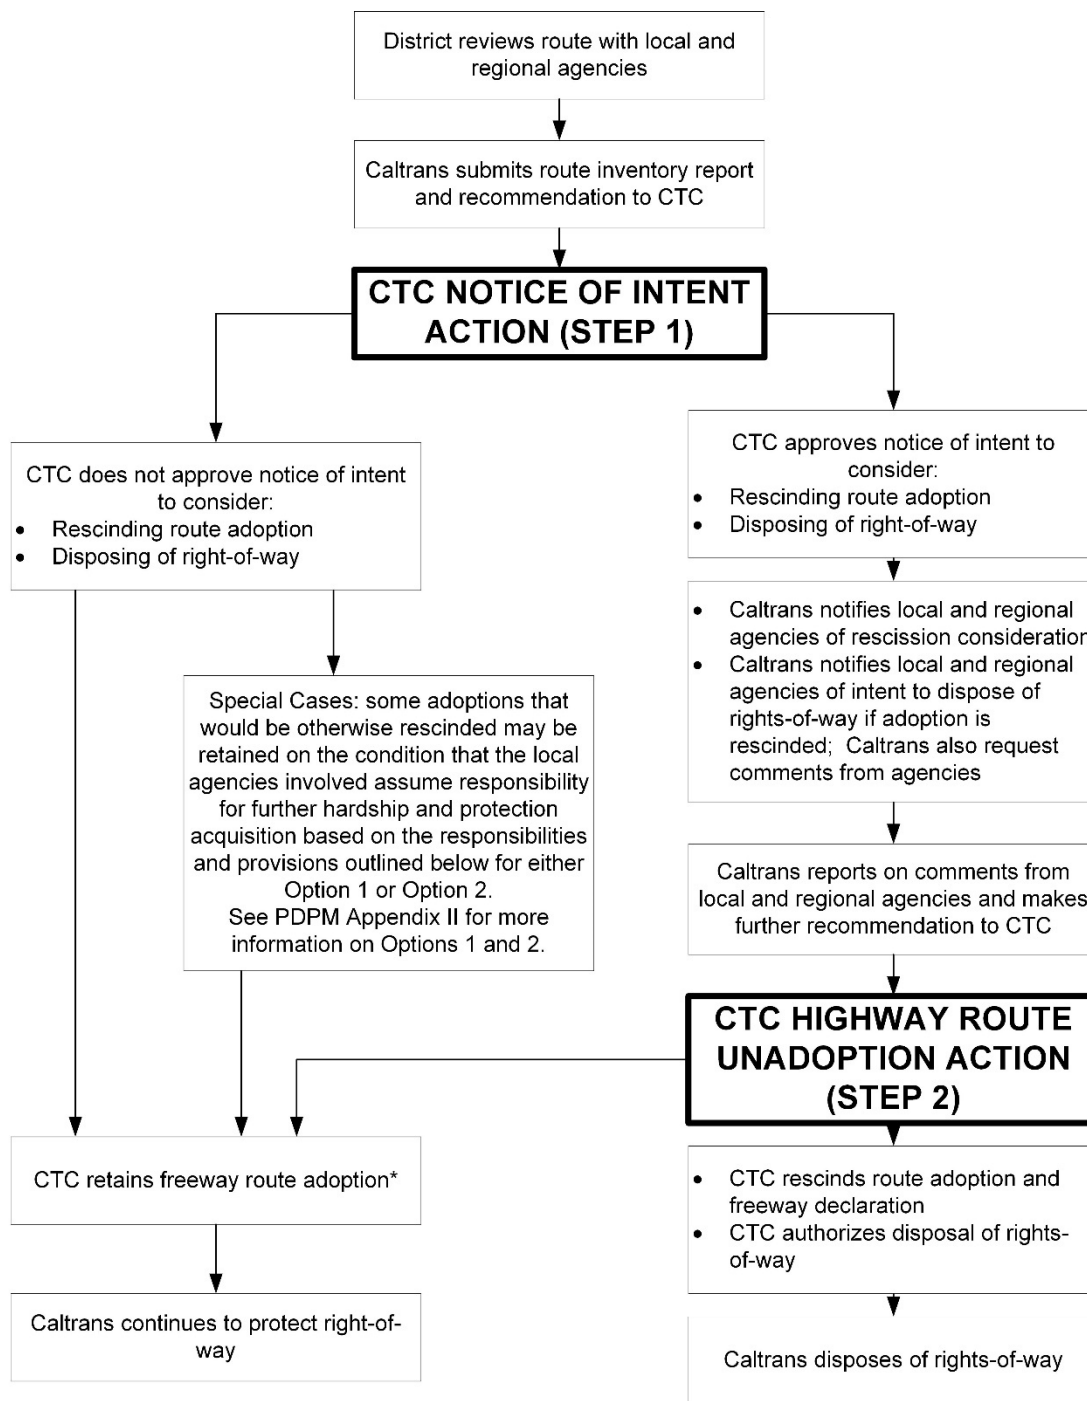 District reviews route with local and
regional agencies
Caltrans submits route inventory report
and recommendation to CTC
CTC NOTICE OF INTENT
ACTION (STEP 1)
CTC does not approve notice of intent
to consider:
• Rescinding route adoption
• Disposing of right-of-way
CTC approves notice of intent to
consider:
• Rescinding route adoption
• Disposing of right-of-way
• Caltrans notifies local and regional
agencies of rescission consideration
• Caltrans notifies local and regional
agencies of intent to dispose of
rights-of-way if adoption is
rescinded;  Caltrans also request
comments from agencies
Special Cases: some adoptions that
would be otherwise rescinded may be
retained on the condition that the local
agencies involved assume responsibility
for further hardship and protection
acquisition based on the responsibilities
and provisions outlined below for either
Option 1 or Option 2.
See PDPM Appendix II for more
information on Options 1 and 2.
Caltrans reports on comments from
local and regional agencies and makes
further recommendation to CTC
CTC HIGHWAY ROUTE
UNADOPTION ACTION
(STEP 2)
CTC retains freeway route adoption*
• CTC rescinds route adoption and
freeway declaration
• CTC authorizes disposal of rights-
of-way
Caltrans continues to protect right-of-
way
Caltrans disposes of rights-of-way